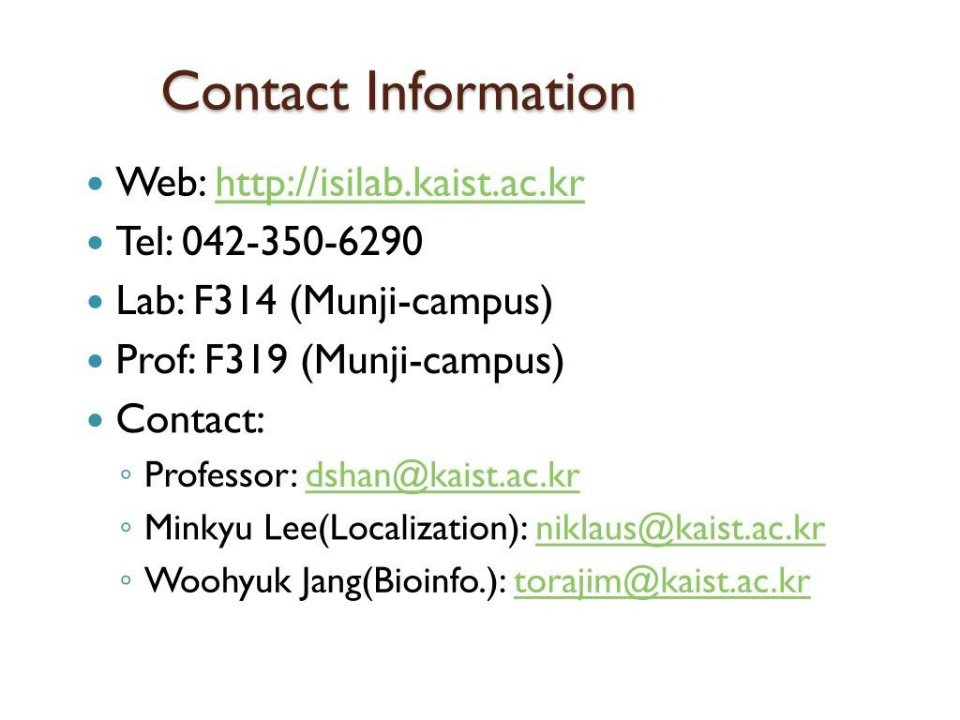 Contact Information
• Web: http://isilab.kaist.ac.kr
• Tel: 042-350-6290
• Lab: F314 (Munji-campus)
• Prof: F319 (Munji-campus)
• Contact:
◦ Professor: dshan@kaist.ac.kr
◦ Minkyu Lee(Localization): niklaus@kaist.ac.kr
◦ Woohyuk Jang(Bioinfo.): torajim@kaist.ac.kr